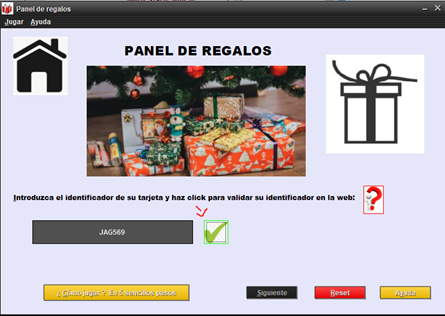 Panel de regalos
Jugar Ayuda
PANEL DE REGALOS
Introduzca el identificador de su tarjeta y haz click para validar su identificador en la web:
JAG569
¿Cómo jugar? En 5 sencillos pasos
Siguiente Reset Ayuda